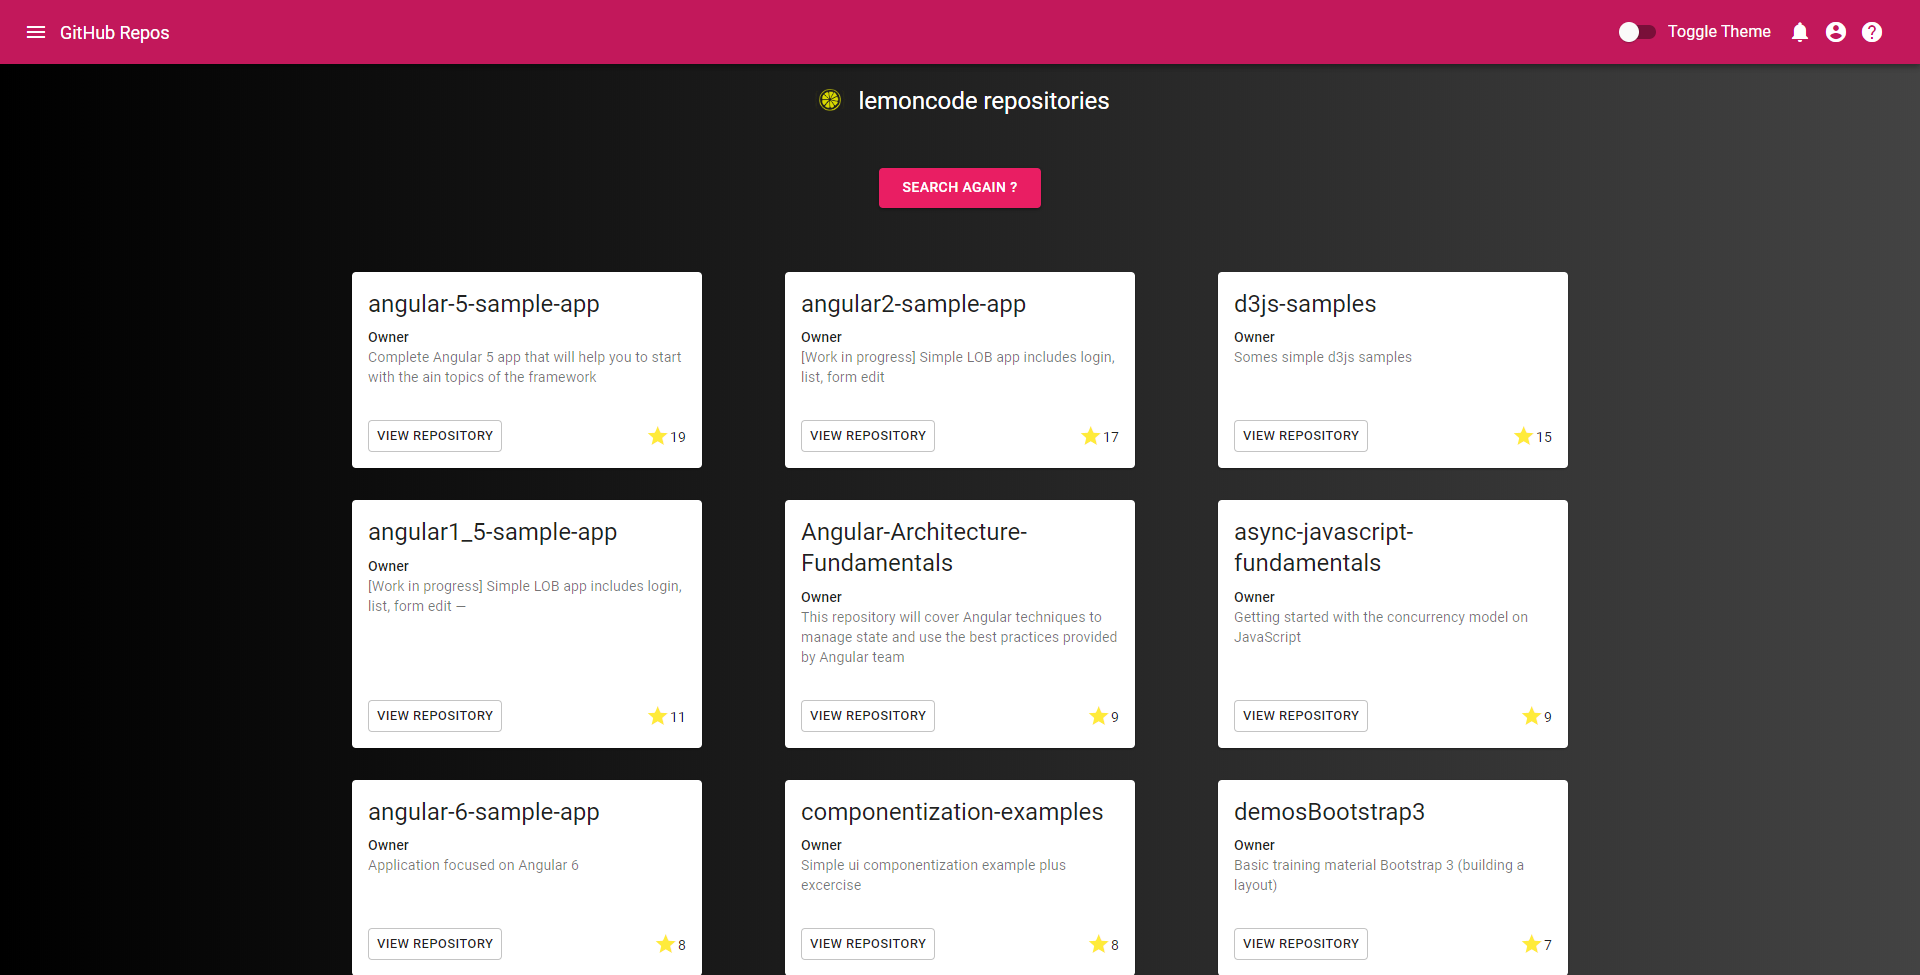 GitHub Repos
Toggle Theme
lemoncode repositories
SEARCH AGAIN ?
angular-5-sample-app
Owner
Complete Angular 5 app that will help you to start
with the ain topics of the framework
VIEW REPOSITORY
19
angular2-sample-app
Owner
[Work in progress] Simple LOB app includes login,
list, form edit
VIEW REPOSITORY
17
d3js-samples
Owner
Somes simple d3js samples
VIEW REPOSITORY
15
angular1_5-sample-app
Owner
[Work in progress] Simple LOB app includes login,
list, form edit —
VIEW REPOSITORY
11
Angular-Architecture-
Fundamentals
Owner
This repository will cover Angular techniques to
manage state and use the best practices provided
by Angular team
VIEW REPOSITORY
9
async-javascript-
fundamentals
Owner
Getting started with the concurrency model on
JavaScript
VIEW REPOSITORY
9
angular-6-sample-app
Owner
Application focused on Angular 6
VIEW REPOSITORY
8
componentization-examples
Owner
Simple ui componentization example plus
excercise
VIEW REPOSITORY
8
demosBootstrap3
Owner
Basic training material Bootstrap 3 (building a
layout)
VIEW REPOSITORY
7